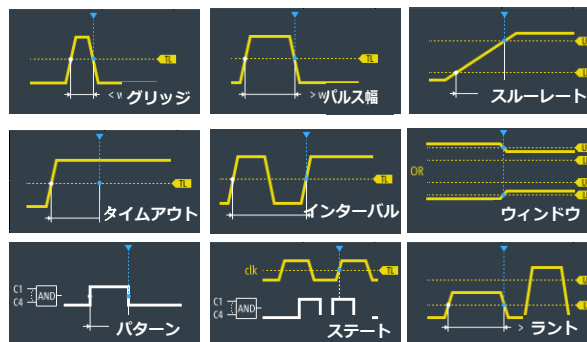 TL
< w
グリッジ
TL
> w
パルス幅
スルーレート
TL
タイムアウト
TL
インターバル
OR
ウィンドウ
C1
C4
AND
パターン
clk
TL
C1
C4
AND
ステート
>
ラント